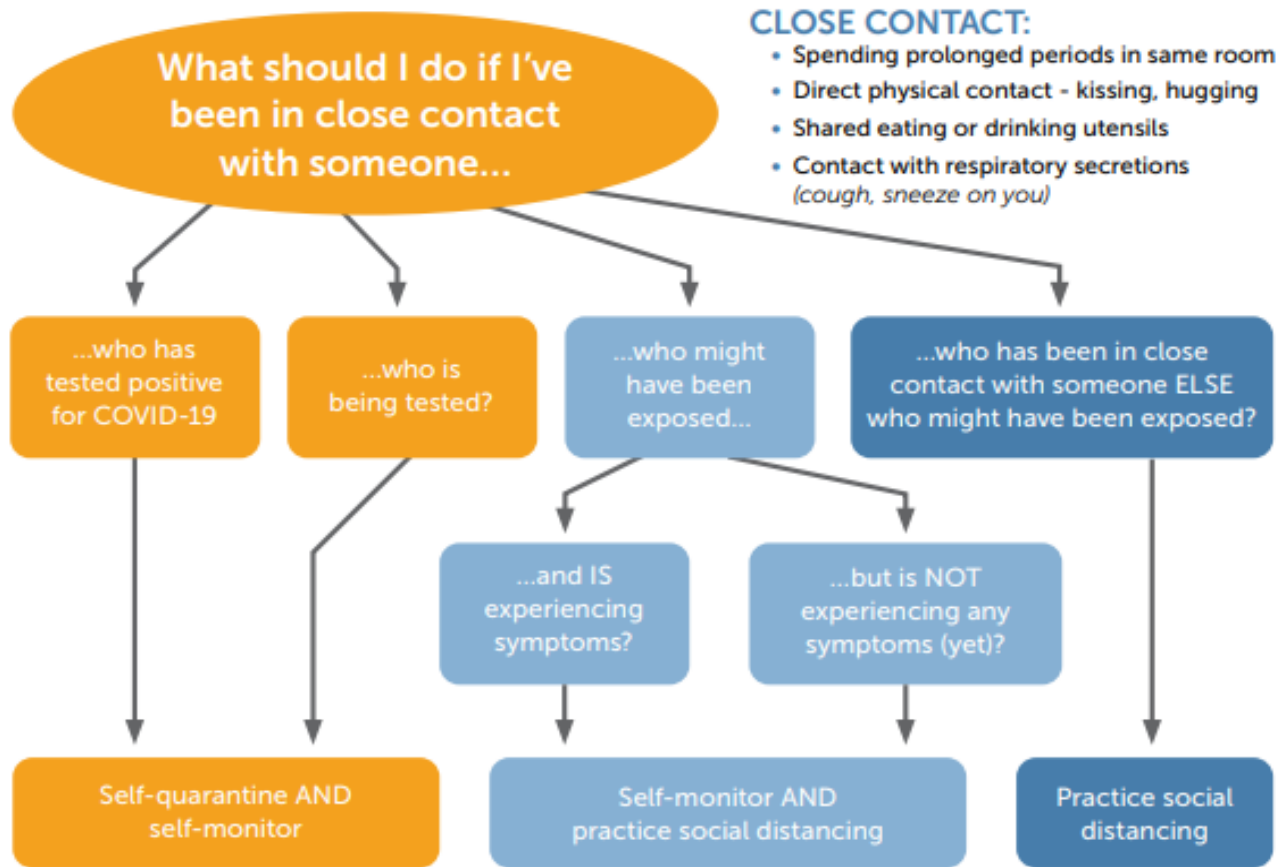 What should I do if I've
been in close contact
with someone...
CLOSE CONTACT:
• Spending prolonged periods in same room
• Direct physical contact - kissing, hugging
• Shared eating or drinking utensils
• Contact with respiratory secretions
(cough, sneeze on you)
...who has
tested positive
for COVID-19
...who is
being tested?
...who might
have been
exposed...
...who has been in close
contact with someone ELSE
who might have been exposed?
...and IS
experiencing
symptoms?
...but is NOT
experiencing any
symptoms (yet)?
Self-quarantine AND
self-monitor
Self-monitor AND
practice social distancing
Practice social
distancing